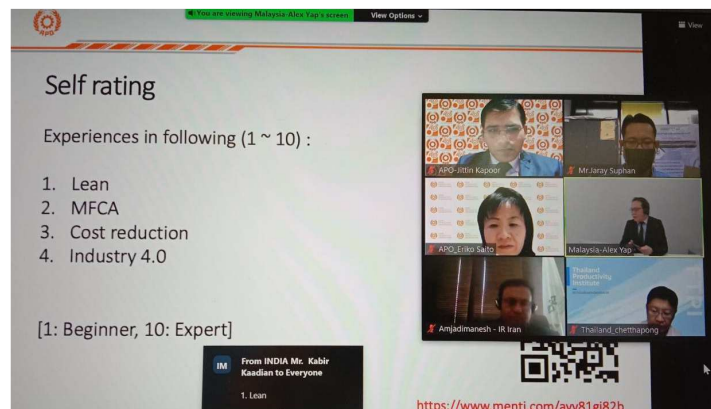 You are viewing Malaysia-Alex Yap's screen
View Options
View
APO
Self rating
Experiences in following (1 ~ 10) :
1. Lean
2. MFCA
3. Cost reduction
4. Industry 4.0
[1: Beginner, 10: Expert]
APO-Jittin Kapoor
Mr.Jaray Suphan
APO_Eriko Saito
Malaysia-Alex Yap
Amjadimanesh - IR Iran
Thailand Productivity Institute
Thailand_chetthapong
IM
From INDIA Mr. Kabir
Kaadian to Everyone
1. Lean